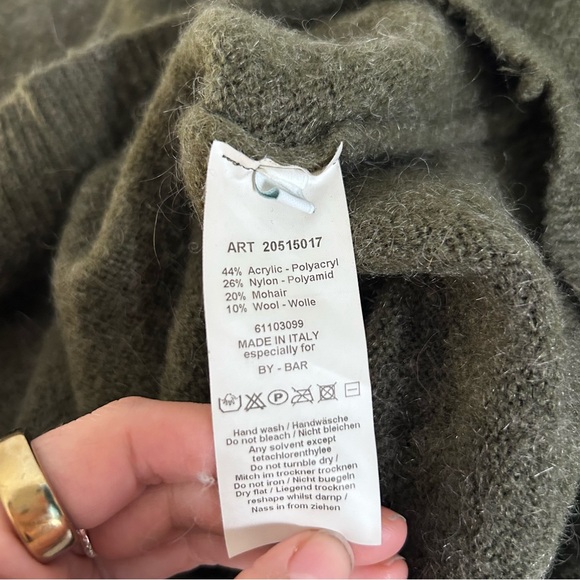 ART 20515017
44% Acrylic - Polyacryl
26% Nylon - Polyamid
20% Mohair
10% Wool - Wolle
61103099
MADE IN ITALY
especially for
BY - BAR
P
Hand wash / Handwäsche
Do not bleach / Nicht bleichen
Any solvent except
tetachlorenthylee
Do not tumble dry /
Mitch im trockner trocknen
Do not iron / Nicht buegeln
Dry flat / Liegend trocknen
reshape whilst damp /
Nass in from ziehen